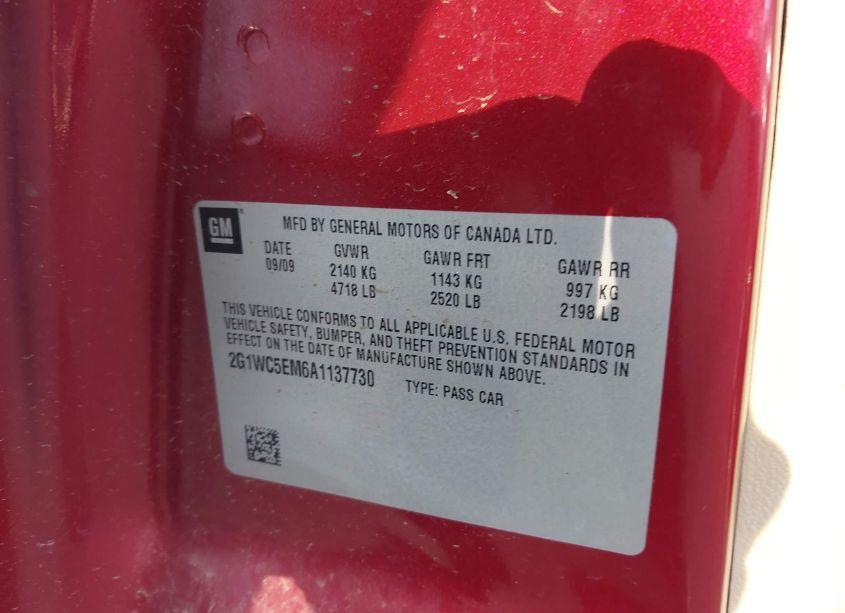 GM
MFD BY GENERAL MOTORS OF CANADA LTD.
DATE GVWR GAWR FRT GAWR RR
09/09 2140 KG 1143 KG 997 KG
4718 LB 2520 LB 2198 LB
THIS VEHICLE CONFORMS TO ALL APPLICABLE U.S. FEDERAL MOTOR
VEHICLE SAFETY, BUMPER, AND THEFT PREVENTION STANDARDS IN
EFFECT ON THE DATE OF MANUFACTURE SHOWN ABOVE.
2G1WC5EM6A1137730 TYPE: PASS CAR